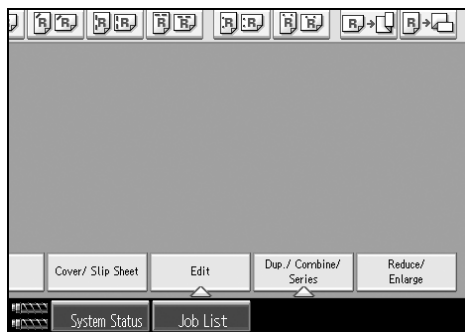 R R R R R R R R R R R R
Cover/ Slip Sheet
Edit
Dup./ Combine/
Series
Reduce/
Enlarge
System Status
Job List